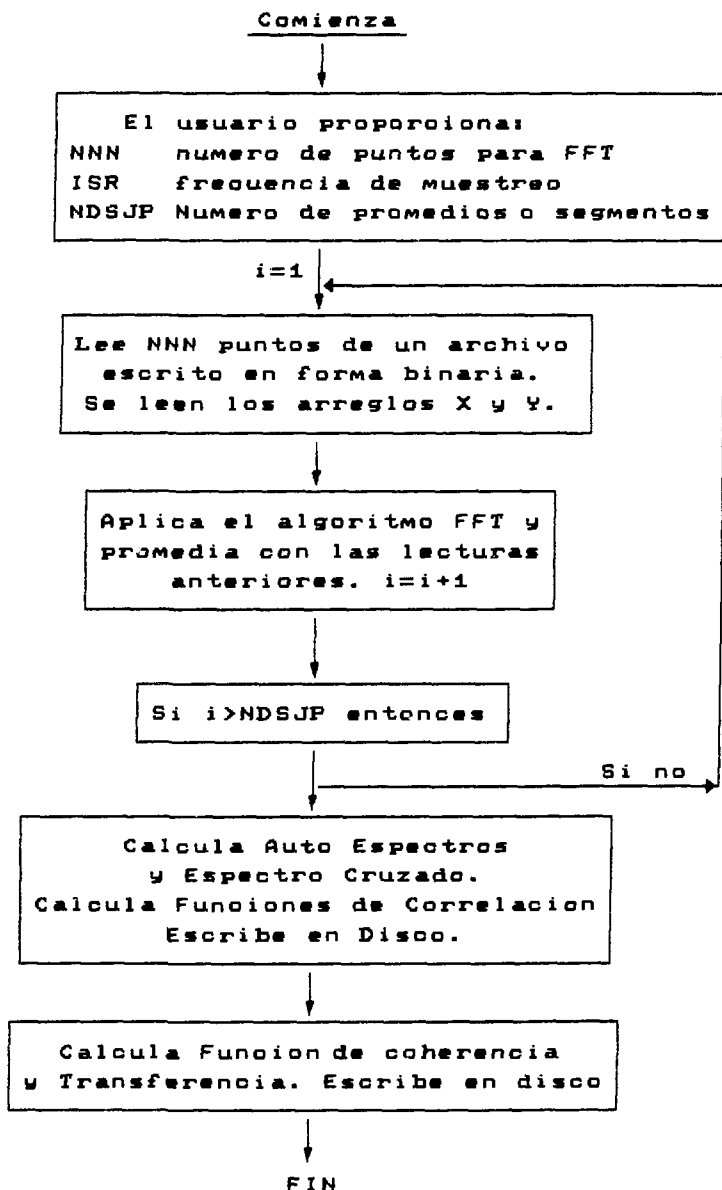 Comienza
El usuario proporciona:
NNN numero de puntos para FFT
ISR frequencia de muestreo
NDSJP Numero de promedios o segmentos
i=1
Lee NNN puntos de un archivo
escrito en forma binaria.
Se leen los arreglos X y Y.
Aplica el algoritmo FFT y
promedia con las lecturas
anteriores. i=i+1
Si i>NDSJP entonces
Si no
Calcula Auto Espectros
y Espectro Cruzado.
Calcula Funciones de Correlacion
Escribe en Disco.
Calcula Funcion de coherencia
y Transferencia. Escribe en disco
FIN